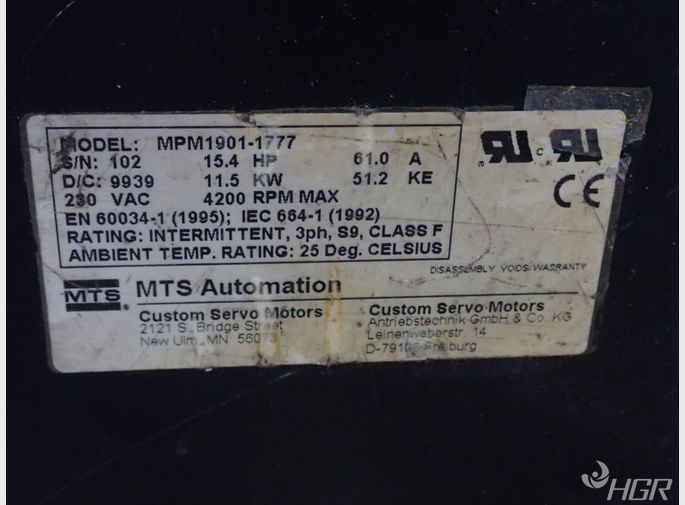 MODEL: MPM1901-1777
S/N: 102 15.4 HP 61.0 A
D/C: 9939 11.5 KW 51.2 KE
230 VAC 4200 RPM MAX
EN 60034-1 (1995); IEC 664-1 (1992)
RATING: INTERMITTENT, 3ph, S9, CLASS F
AMBIENT TEMP. RATING: 25 Deg. CELSIUS
RU c RU
CE
DISASSEMBLY VOIDS WARRANTY
MTS ® MTS Automation
Custom Servo Motors
2121 S. Bridge Street
New Ulm, MN 56073
Custom Servo Motors
Antriebstechnik GmbH & Co. KG
Leinenweberstr 14
Freiburg
HGR